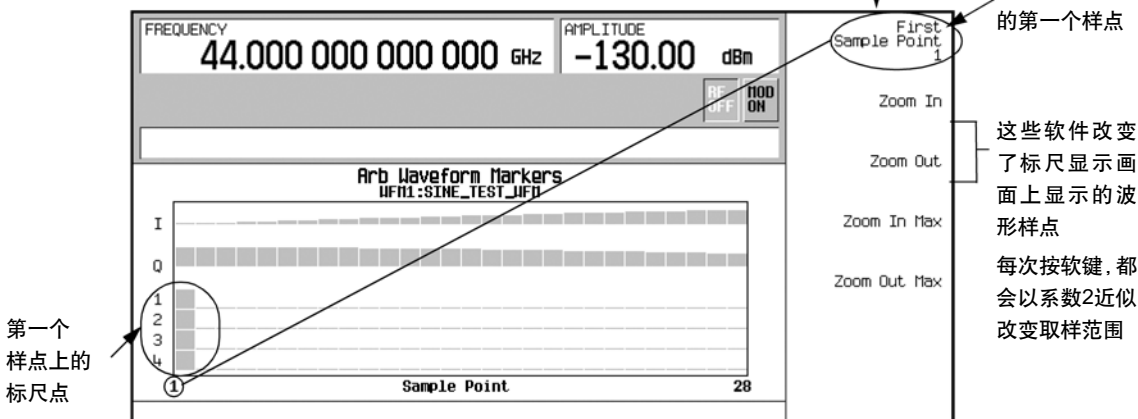 FREQUENCY
44.000 000 000 000 GHz
AMPLITUDE
-130.00 dBm
RF
OFF
MOD
ON
Arb Waveform Markers
WFM1:SINE_TEST_WFM
I
Q
1
2
3
4
1
Sample Point
28
First
Sample Point
1
Zoom In
Zoom Out
Zoom In Max
Zoom Out Max
的第一个样点
这些软件改变
了标尺显示画
面上显示的波
形样点
每次按软键,都
会以系数2近似
改变取样范围
第一个
样点上的
标尺点